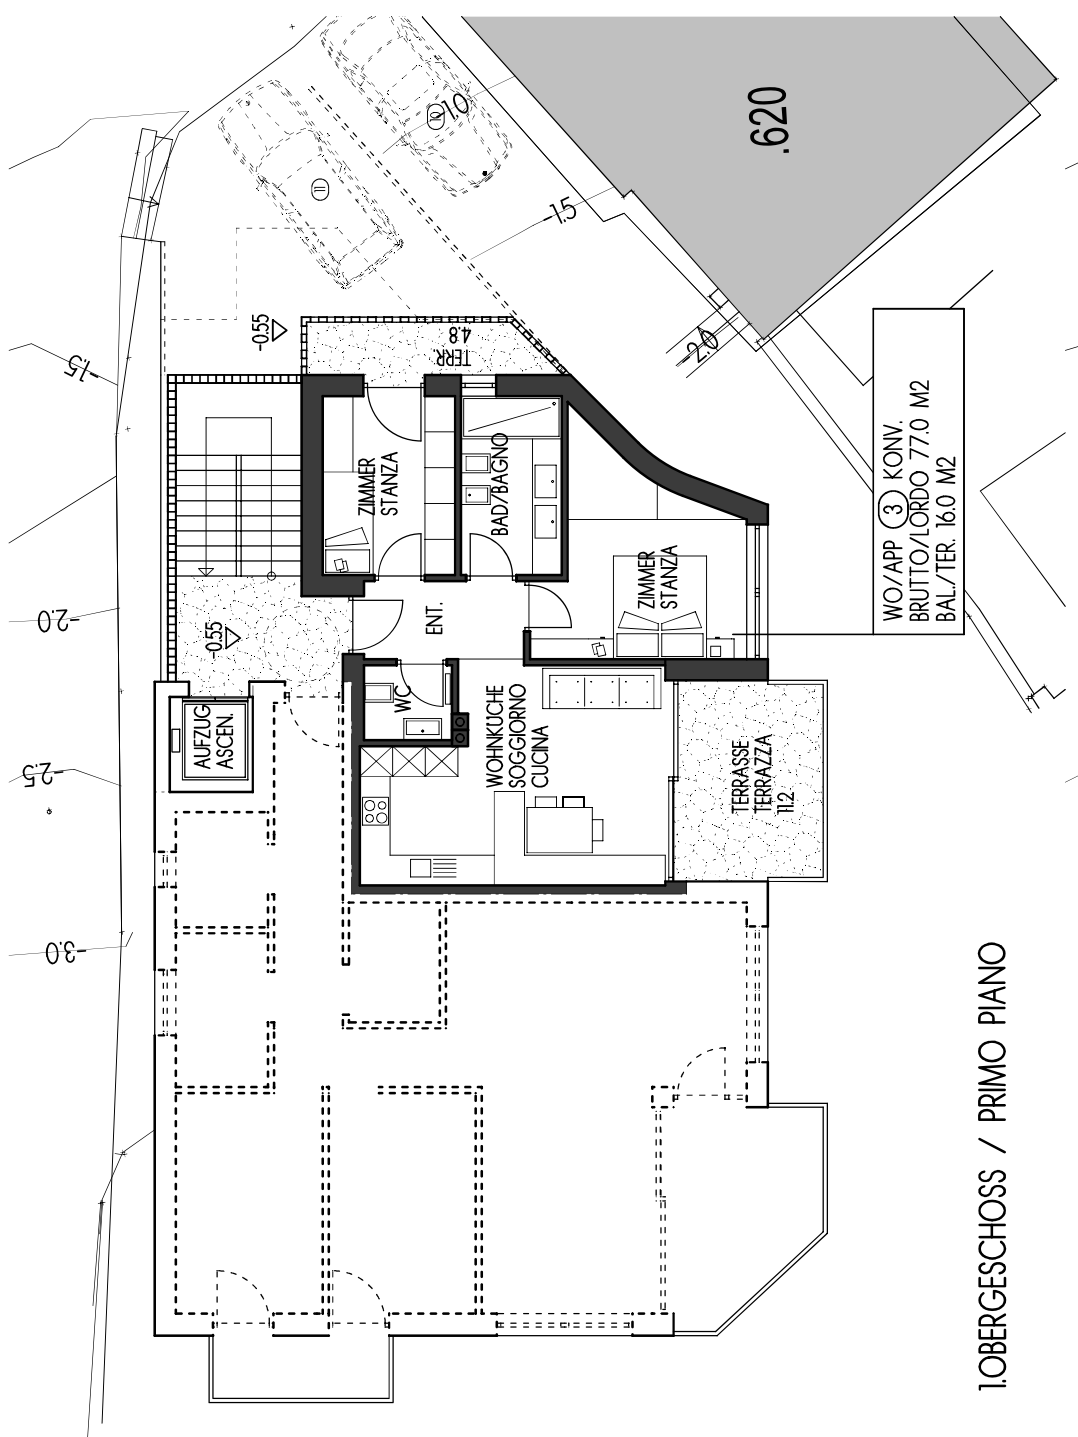 .620
10
-1.0
11
-1.5
-2.0
-0.55
TERR.
4.8
-1.5
ZIMMER
STANZA
BAD/BAGNO
ZIMMER
STANZA
ENT.
-0.55
-2.0
WC
AUFZUG
ASCEN.
WOHNKÜCHE
SOGGIORNO
CUCINA
TERRASSE
TERRAZZA
11.2
-2.5
-3.0
WO/APP 3 KONV.
BRUTTO/LORDO 77.0 M2
BAL./TER. 16.0 M2
1.OBERGESCHOSS / PRIMO PIANO